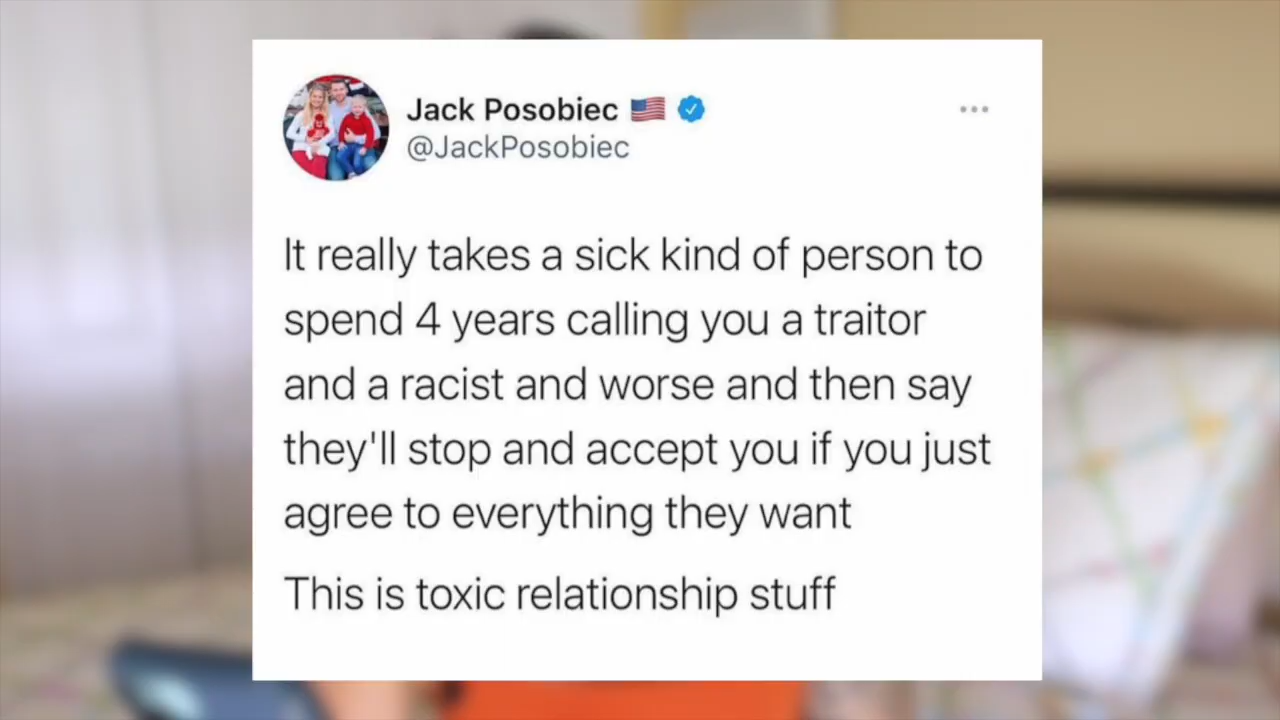 Jack Posobiec 🇺🇸
@JackPosobiec
It really takes a sick kind of person to
spend 4 years calling you a traitor
and a racist and worse and then say
they'll stop and accept you if you just
agree to everything they want
This is toxic relationship stuff